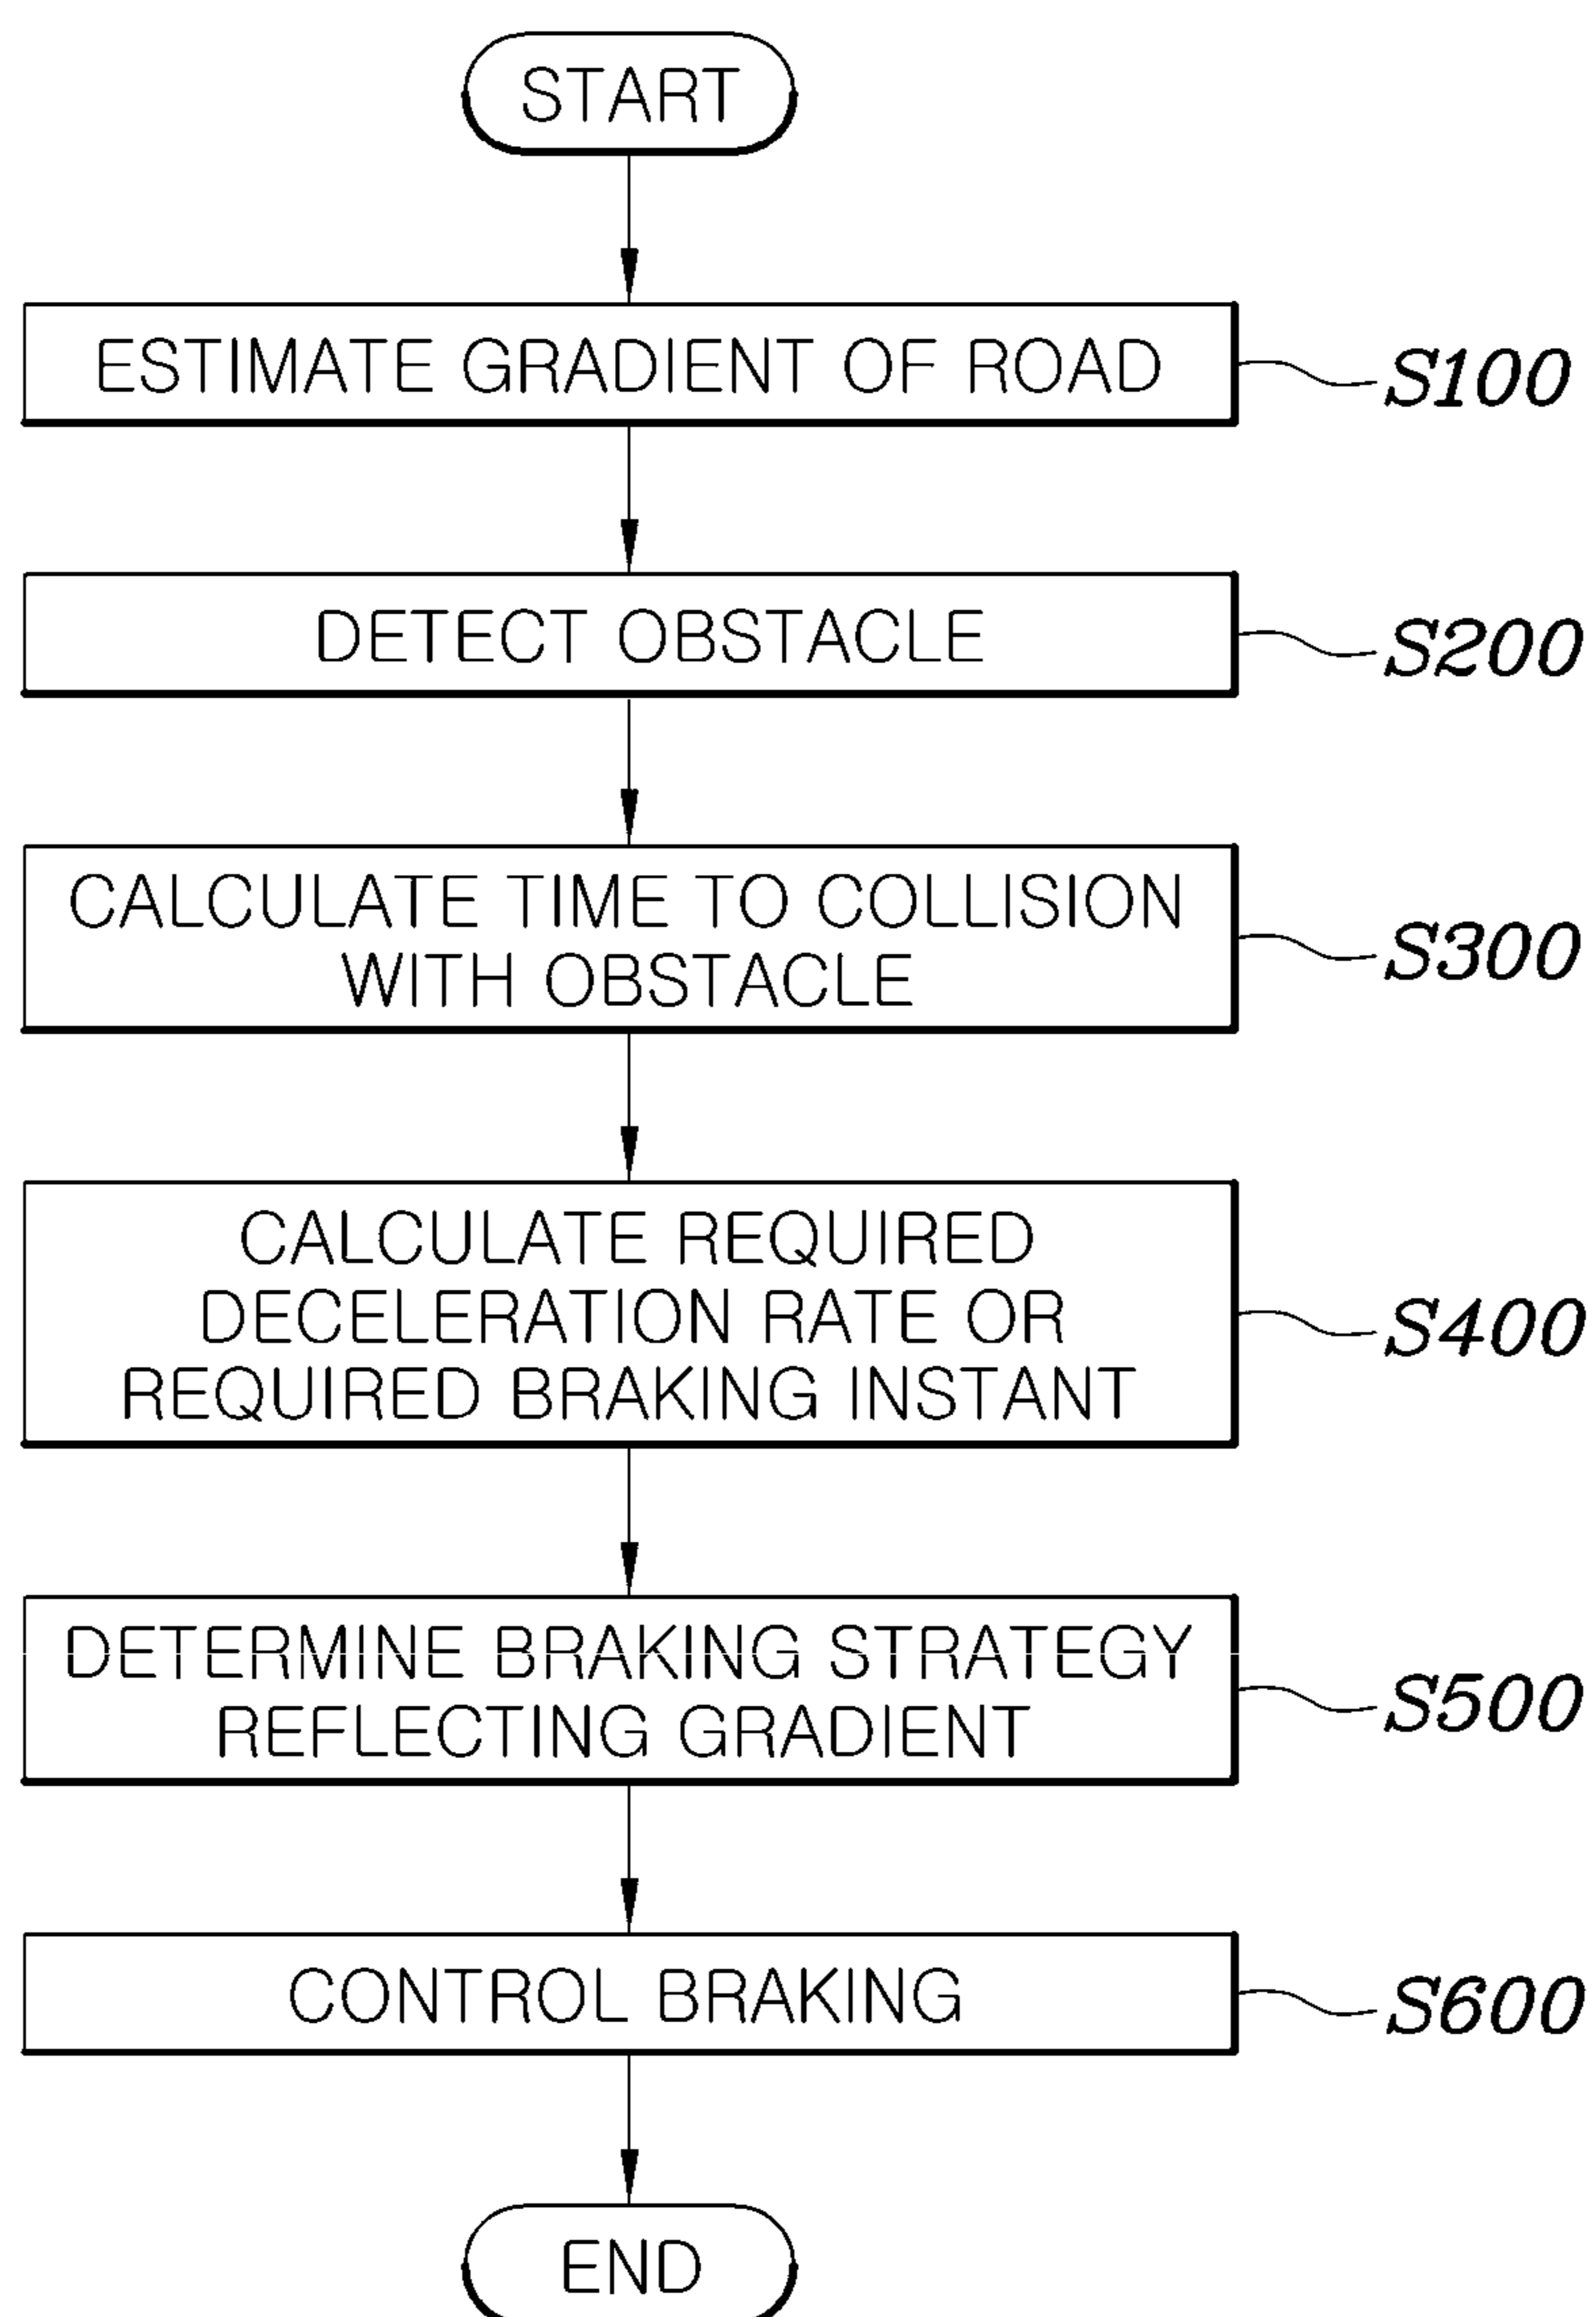 START
ESTIMATE GRADIENT OF ROAD
S100
DETECT OBSTACLE
S200
CALCULATE TIME TO COLLISION
WITH OBSTACLE
S300
CALCULATE REQUIRED
DECELERATION RATE OR
REQUIRED BRAKING INSTANT
S400
DETERMINE BRAKING STRATEGY
REFLECTING GRADIENT
S500
CONTROL BRAKING
S600
END